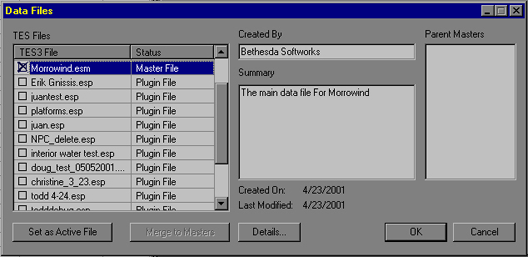 Data Files
TES Files
TES3 File Status
Morrowind.esm Master File
Erik Gnissis.esp Plugin File
juantest.esp Plugin File
platforms.esp Plugin File
juan.esp Plugin File
NPC_delete.esp Plugin File
interior water test.esp Plugin File
doug_test_05052001.... Plugin File
christine_3_23.esp Plugin File
todd 4-24.esp Plugin File
todddebug.esp Plugin File
Created By
Bethesda Softworks
Summary
The main data file For Morrowind
Created On: 4/23/2001
Last Modified: 4/23/2001
Parent Masters
Set as Active File
Merge to Masters
Details...
OK
Cancel